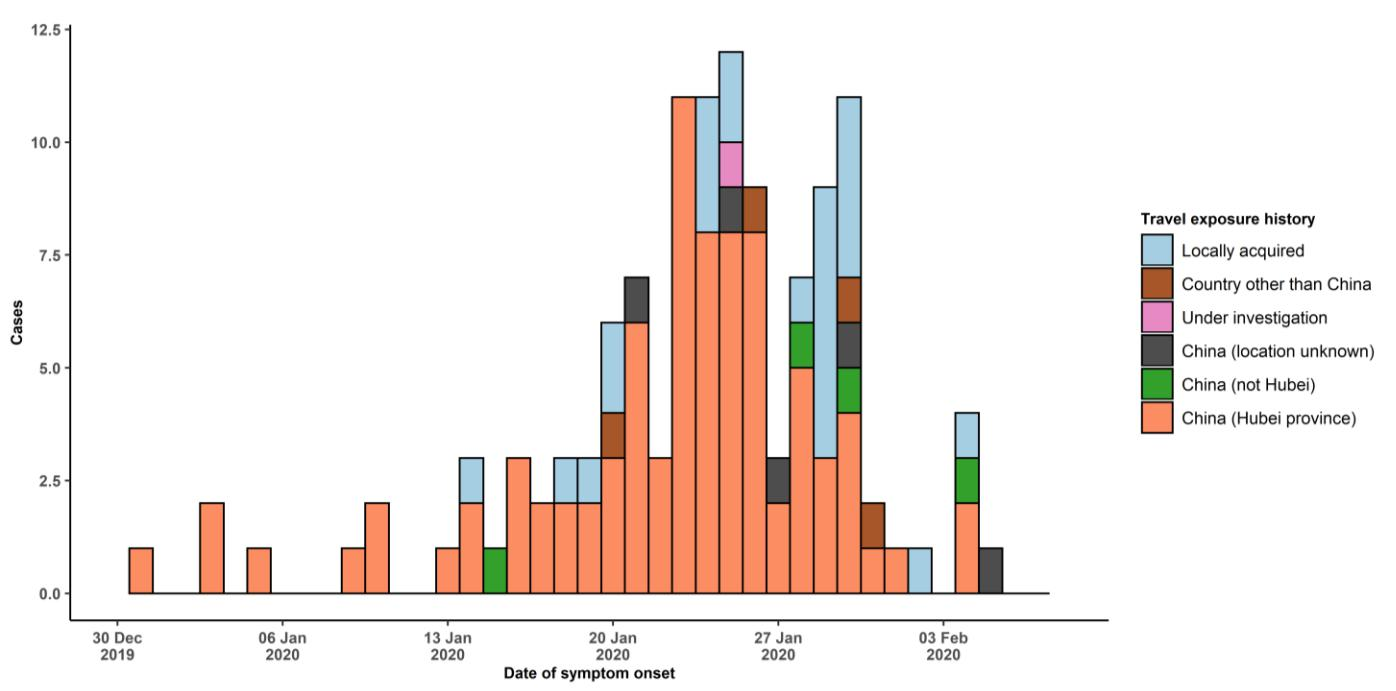 12.5
10.0
7.5
5.0
2.5
0.0
Cases
30 Dec
2019
06 Jan
2020
13 Jan
2020
20 Jan
2020
27 Jan
2020
03 Feb
2020
Date of symptom onset
Travel exposure history
Locally acquired
Country other than China
Under investigation
China (location unknown)
China (not Hubei)
China (Hubei province)